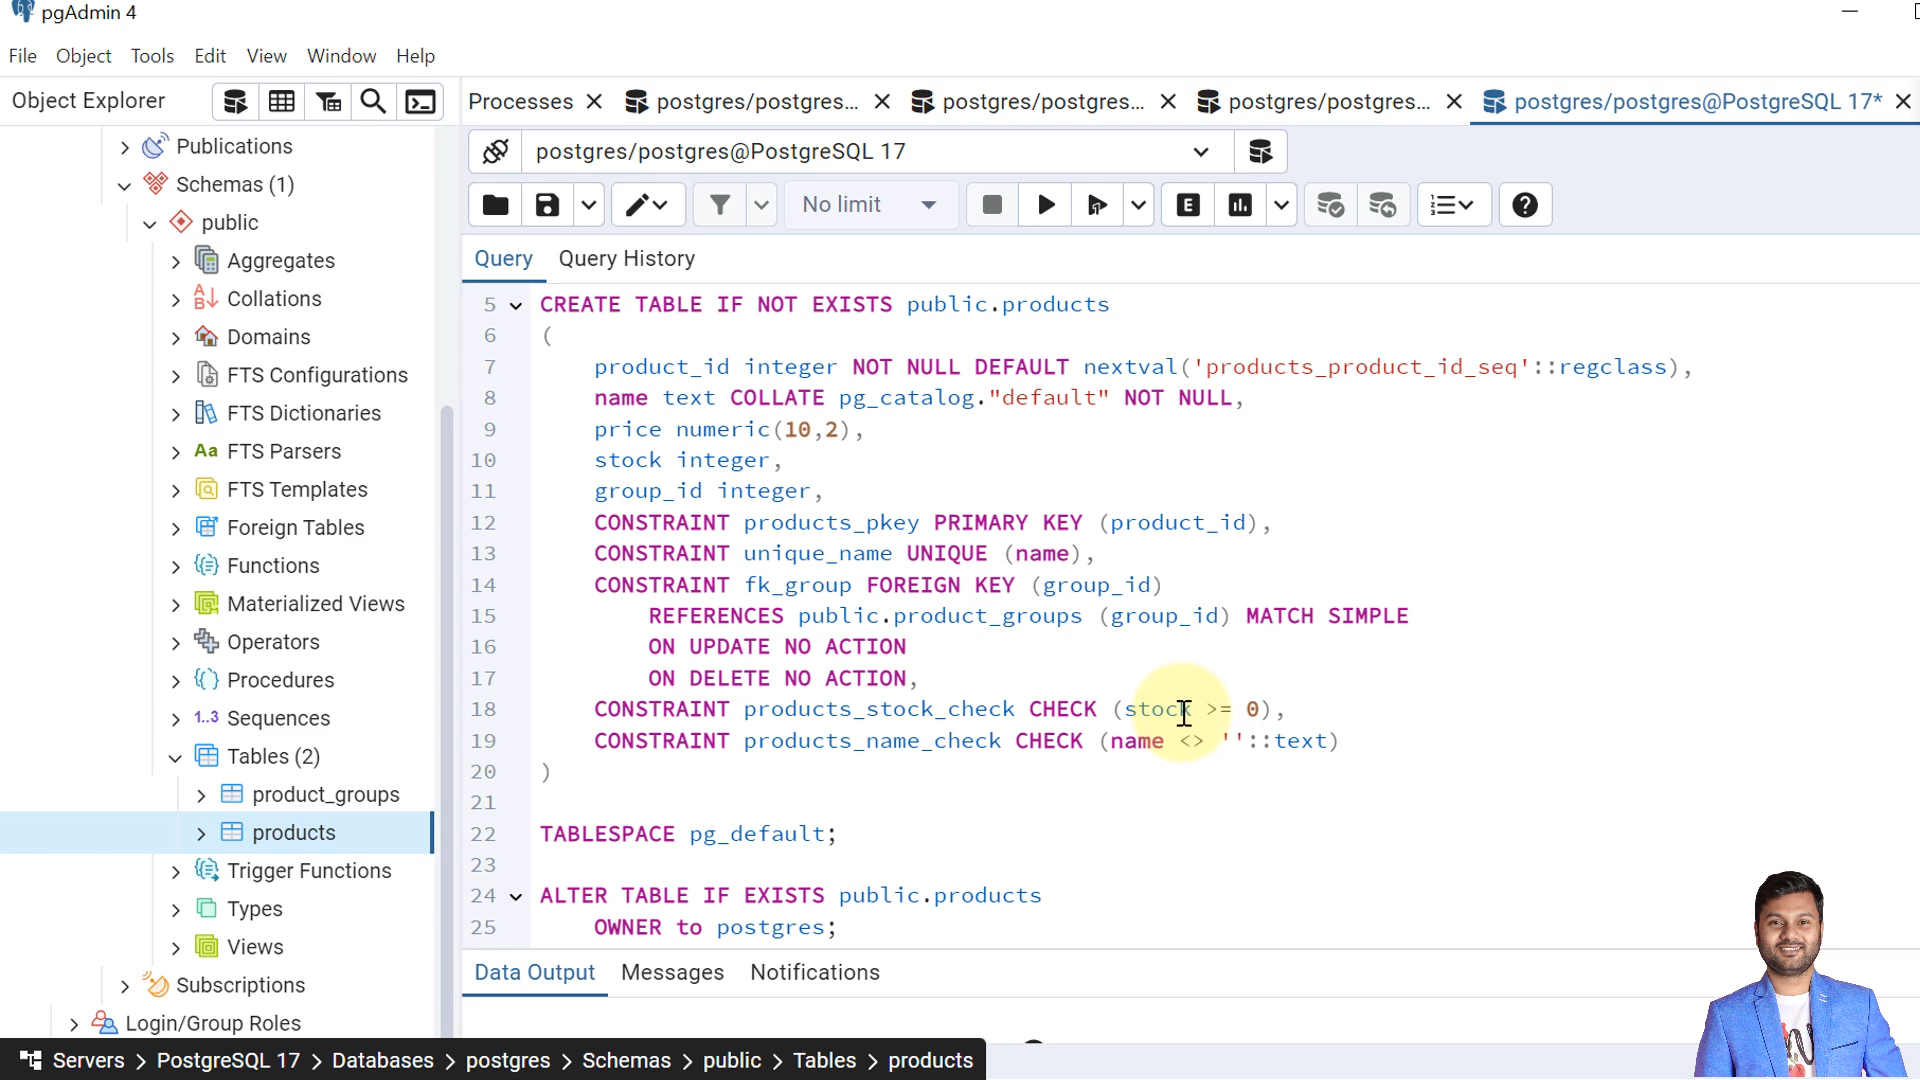 pgAdmin 4
File Object Tools Edit View Window Help
Object Explorer
Processes postgres/postgres... postgres/postgres... postgres/postgres... postgres/postgres@PostgreSQL 17*
postgres/postgres@PostgreSQL 17
No limit
Query Query History
Publications
Schemas (1)
public
Aggregates
Collations
Domains
FTS Configurations
FTS Dictionaries
Aa FTS Parsers
FTS Templates
Foreign Tables
Functions
Materialized Views
Operators
Procedures
1..3 Sequences
Tables (2)
product_groups
products
Trigger Functions
Types
Views
Subscriptions
Login/Group Roles
5 CREATE TABLE IF NOT EXISTS public.products
6 (
7 product_id integer NOT NULL DEFAULT nextval('products_product_id_seq'::regclass),
8 name text COLLATE pg_catalog."default" NOT NULL,
9 price numeric(10,2),
10 stock integer,
11 group_id integer,
12 CONSTRAINT products_pkey PRIMARY KEY (product_id),
13 CONSTRAINT unique_name UNIQUE (name),
14 CONSTRAINT fk_group FOREIGN KEY (group_id)
15 REFERENCES public.product_groups (group_id) MATCH SIMPLE
16 ON UPDATE NO ACTION
17 ON DELETE NO ACTION,
18 CONSTRAINT products_stock_check CHECK (stock >= 0),
19 CONSTRAINT products_name_check CHECK (name <> ''::text)
20 )
21
22 TABLESPACE pg_default;
23
24 ALTER TABLE IF EXISTS public.products
25 OWNER to postgres;
Data Output Messages Notifications
Servers > PostgreSQL 17 > Databases > postgres > Schemas > public > Tables > products